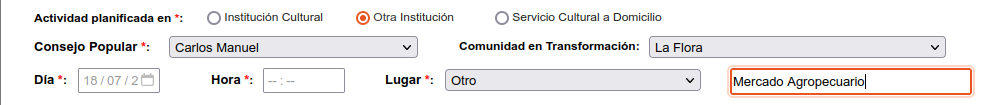 Actividad planificada en *: Institución Cultural Otra Institución Servicio Cultural a Domicilio
Consejo Popular *: Carlos Manuel Comunidad en Transformación: La Flora
Día *: 18 / 07 / 2 Hora *: -- : -- Lugar *: Otro Mercado Agropecuario